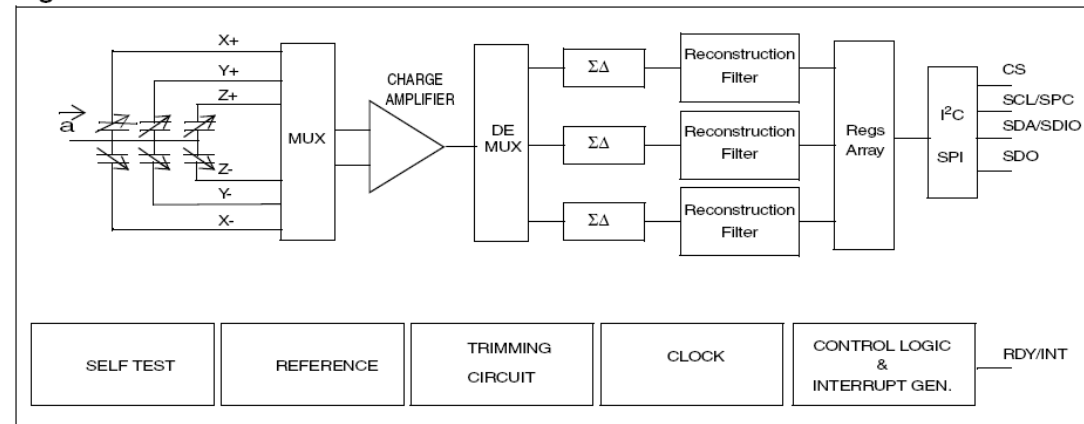 X+
Y+
Z+
a
Z-
Y-
X-
MUX
CHARGE
AMPLIFIER
DE
MUX
ΣΔ
ΣΔ
ΣΔ
Reconstruction
Filter
Reconstruction
Filter
Reconstruction
Filter
Regs
Array
I²C
SPI
CS
SCL/SPC
SDA/SDIO
SDO
SELF TEST
REFERENCE
TRIMMING
CIRCUIT
CLOCK
CONTROL LOGIC
&
INTERRUPT GEN.
RDY/INT